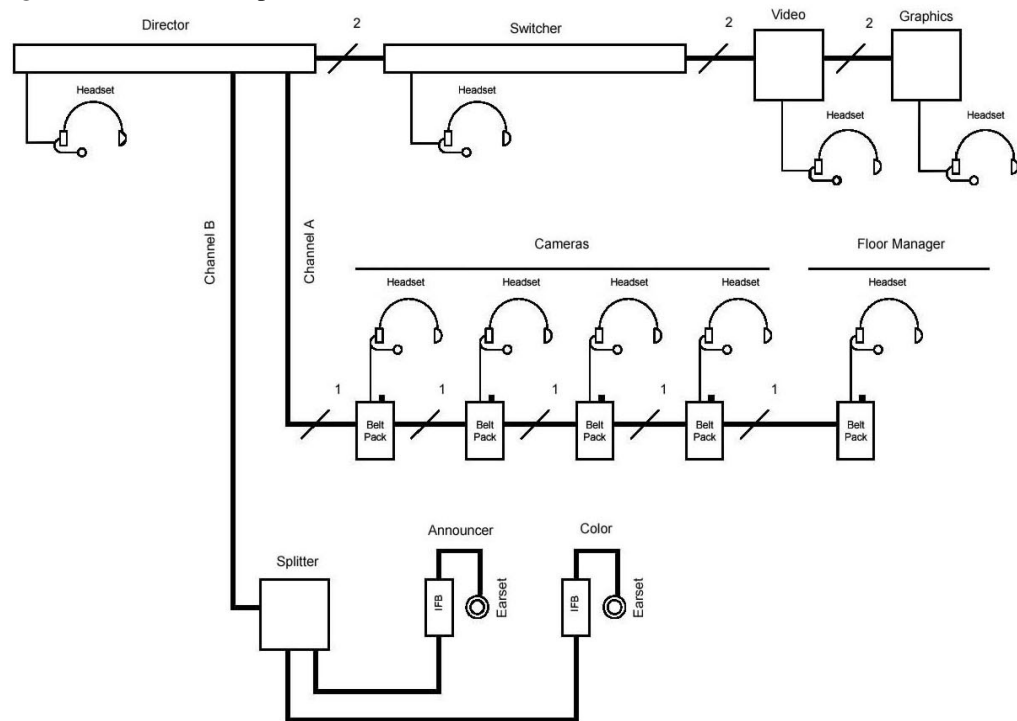 Director
2
Switcher
2
Video
2
Graphics
Headset
Headset
Headset
Headset
Channel B
Channel A
Cameras
Floor Manager
Headset
Headset
Headset
Headset
Headset
1
1
1
1
1
Belt
Pack
Belt
Pack
Belt
Pack
Belt
Pack
Belt
Pack
Splitter
Announcer
Color
IFB
Earset
IFB
Earset